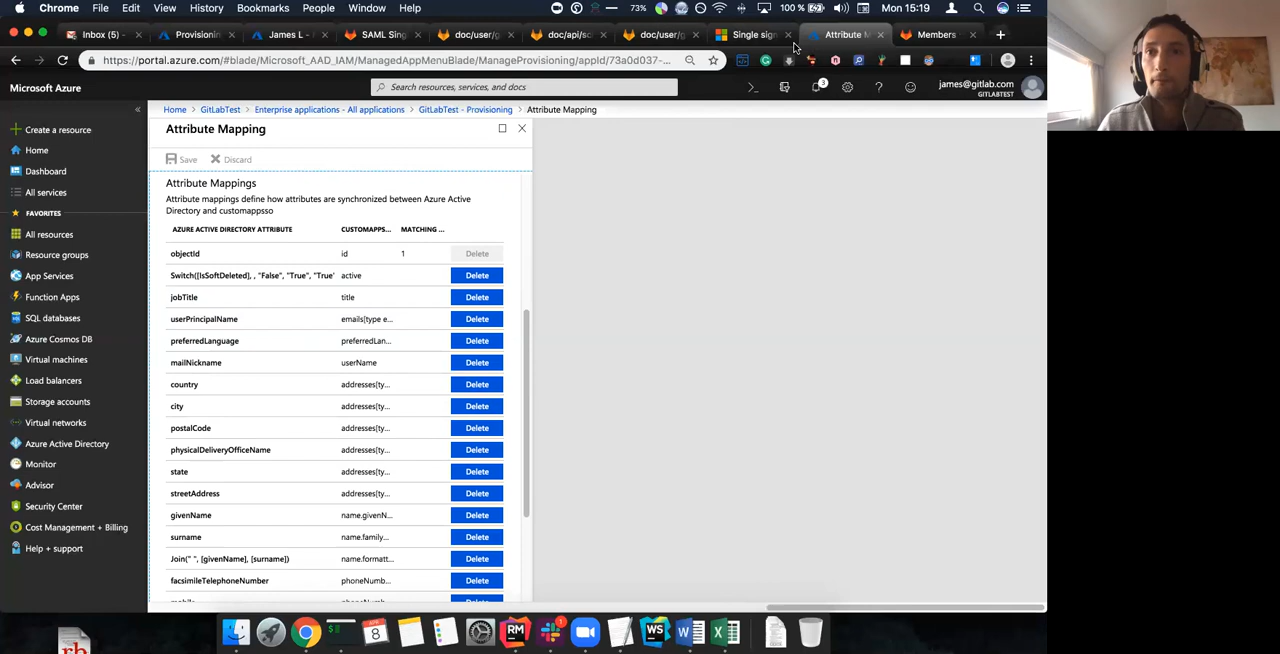 Chrome File Edit View History Bookmarks People Window Help 73% 100 % Mon 15:19
Inbox (5) - Provisionin James L - SAML Sing doc/user/g doc/api/sc doc/user/g Single sign Attribute M Members
https://portal.azure.com/#blade/Microsoft_AAD_IAM/ManagedAppMenuBlade/ManageProvisioning/appId/73a0d037-...
Microsoft Azure
Search resources, services, and docs
3
james@gitlab.com
GITLABTEST
Home GitLabTest Enterprise applications - All applications GitLabTest - Provisioning Attribute Mapping
Create a resource
Home
Dashboard
All services
FAVORITES
All resources
Resource groups
App Services
Function Apps
SQL databases
Azure Cosmos DB
Virtual machines
Load balancers
Storage accounts
Virtual networks
Azure Active Directory
Monitor
Advisor
Security Center
Cost Management + Billing
Help + support
Attribute Mapping
Save Discard
Attribute Mappings
Attribute mappings define how attributes are synchronized between Azure Active
Directory and customappsso
AZURE ACTIVE DIRECTORY ATTRIBUTE CUSTOMAPPS... MATCHING ...
objectId id 1 Delete
Switch([IsSoftDeleted], , "False", "True", "True' active Delete
jobTitle title Delete
userPrincipalName emails[type e... Delete
preferredLanguage preferredLan... Delete
mailNickname userName Delete
country addresses[ty... Delete
city addresses[ty... Delete
postalCode addresses[ty... Delete
physicalDeliveryOfficeName addresses[ty... Delete
state addresses[ty... Delete
streetAddress addresses[ty... Delete
givenName name.givenN... Delete
surname name.family... Delete
Join(" ", [givenName], [surname]) name.formatt... Delete
facsimileTelephoneNumber phoneNumb... Delete
APR
8
RM
1
WS
W
X
rb